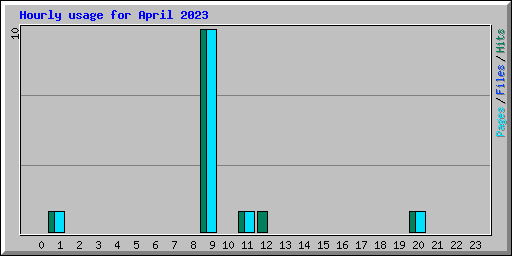 Hourly usage for April 2023
10
Pages/Files/Hits
0 1 2 3 4 5 6 7 8 9 10 11 12 13 14 15 16 17 18 19 20 21 22 23